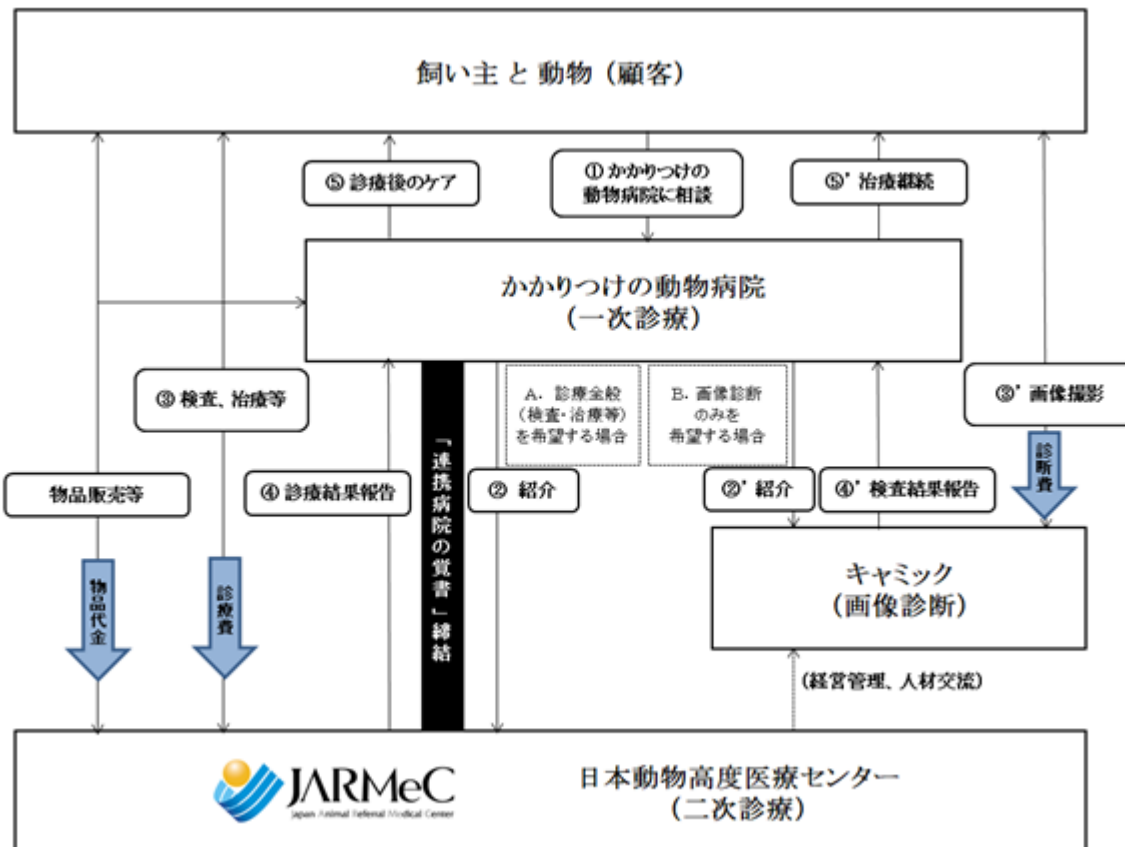 飼い主 と 動物 （顧客）
⑤ 診療後のケア
① かかりつけの
動物病院に相談
⑤’ 治療継続
かかりつけの動物病院
（一次診療）
③ 検査、治療等
A. 診療全般
（検査・治療等）
を希望する場合
B. 画像診断
のみを
希望する場合
③’ 画像撮影
診断費
物品販売等
④ 診療結果報告
「連携病院の覚書」締結
② 紹介
②’ 紹介
④’ 検査結果報告
物品代金
診療費
キャミック
（画像診断）
（経営管理、人材交流）
JARMeC
Japan Animal Referral Medical Center
日本動物高度医療センター
（二次診療）